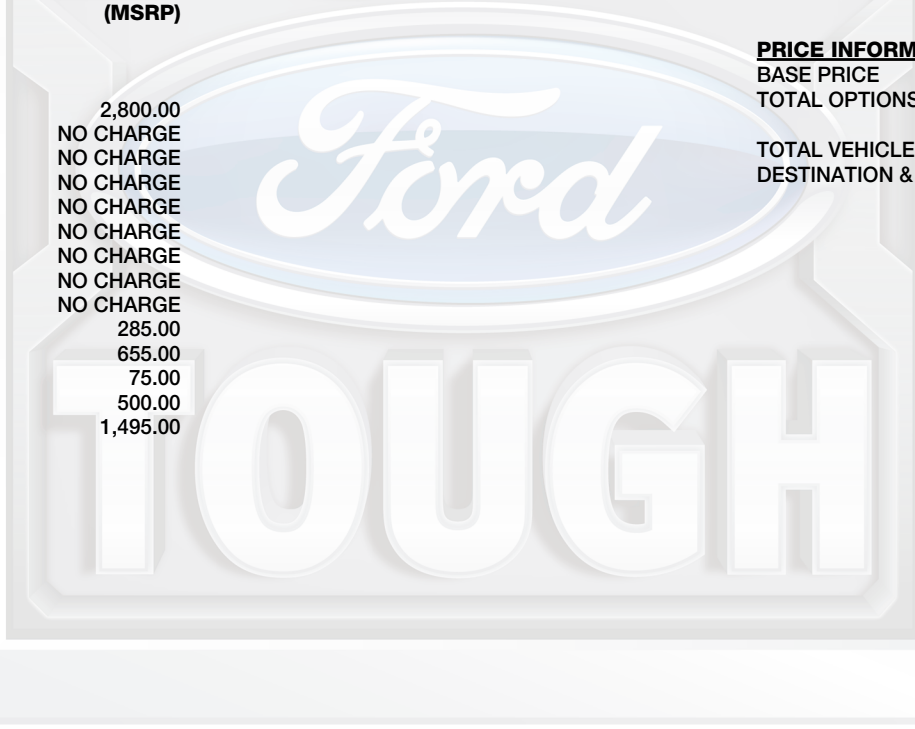 (MSRP)
2,800.00
NO CHARGE
NO CHARGE
NO CHARGE
NO CHARGE
NO CHARGE
NO CHARGE
NO CHARGE
NO CHARGE
285.00
655.00
75.00
500.00
1,495.00
PRICE INFORM
BASE PRICE
TOTAL OPTIONS
TOTAL VEHICLE
DESTINATION &
Ford
TOUGH